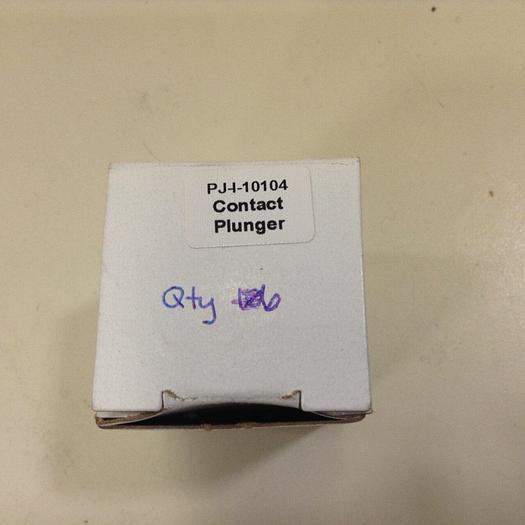 PJ-I-10104
Contact
Plunger
Qty